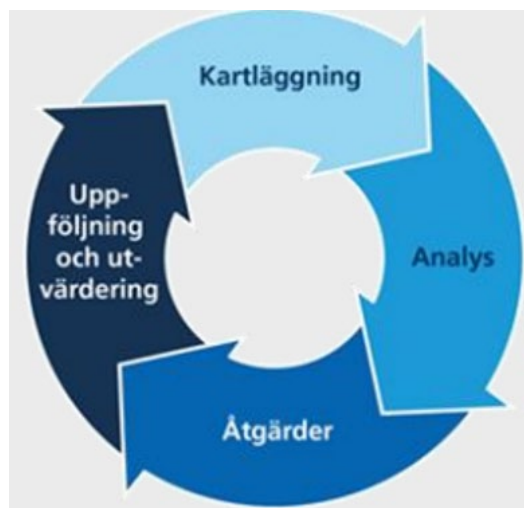 Kartläggning
Analys
Åtgärder
Upp-
följning
och ut-
värdering